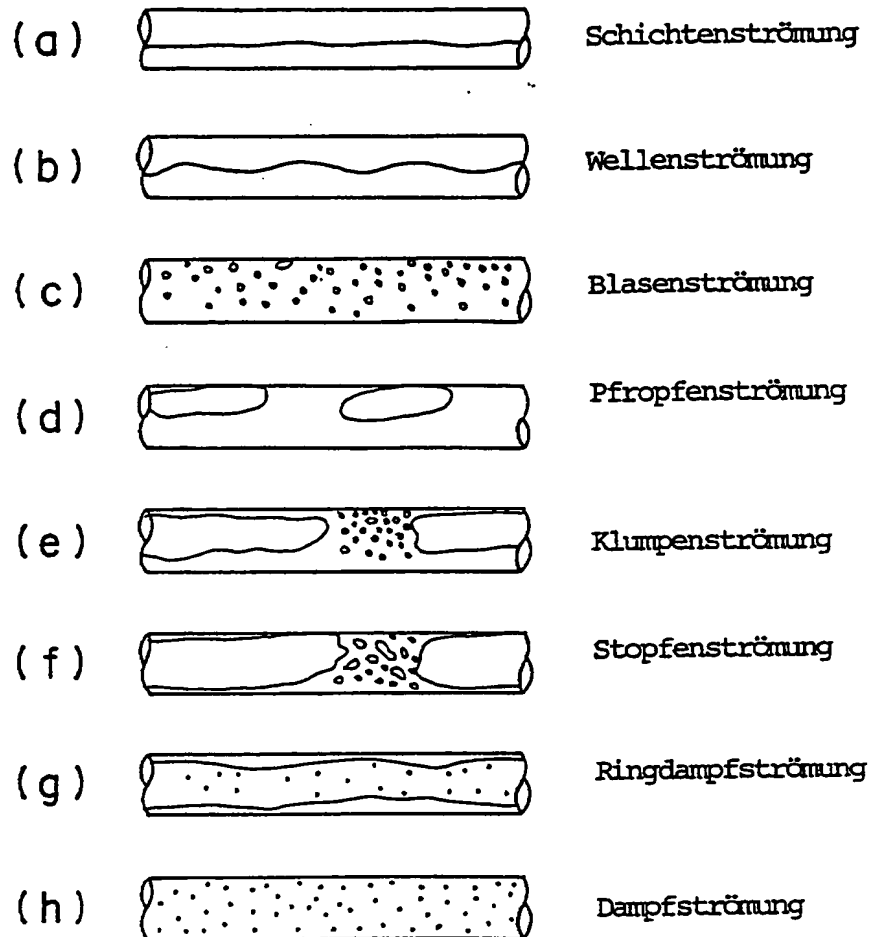 (a) Schichtenströmung
(b) Wellenströmung
(c) Blasenströmung
(d) Pfropfenströmung
(e) Klumpenströmung
(f) Stopfenströmung
(g) Ringdampfströmung
(h) Dampfströmung